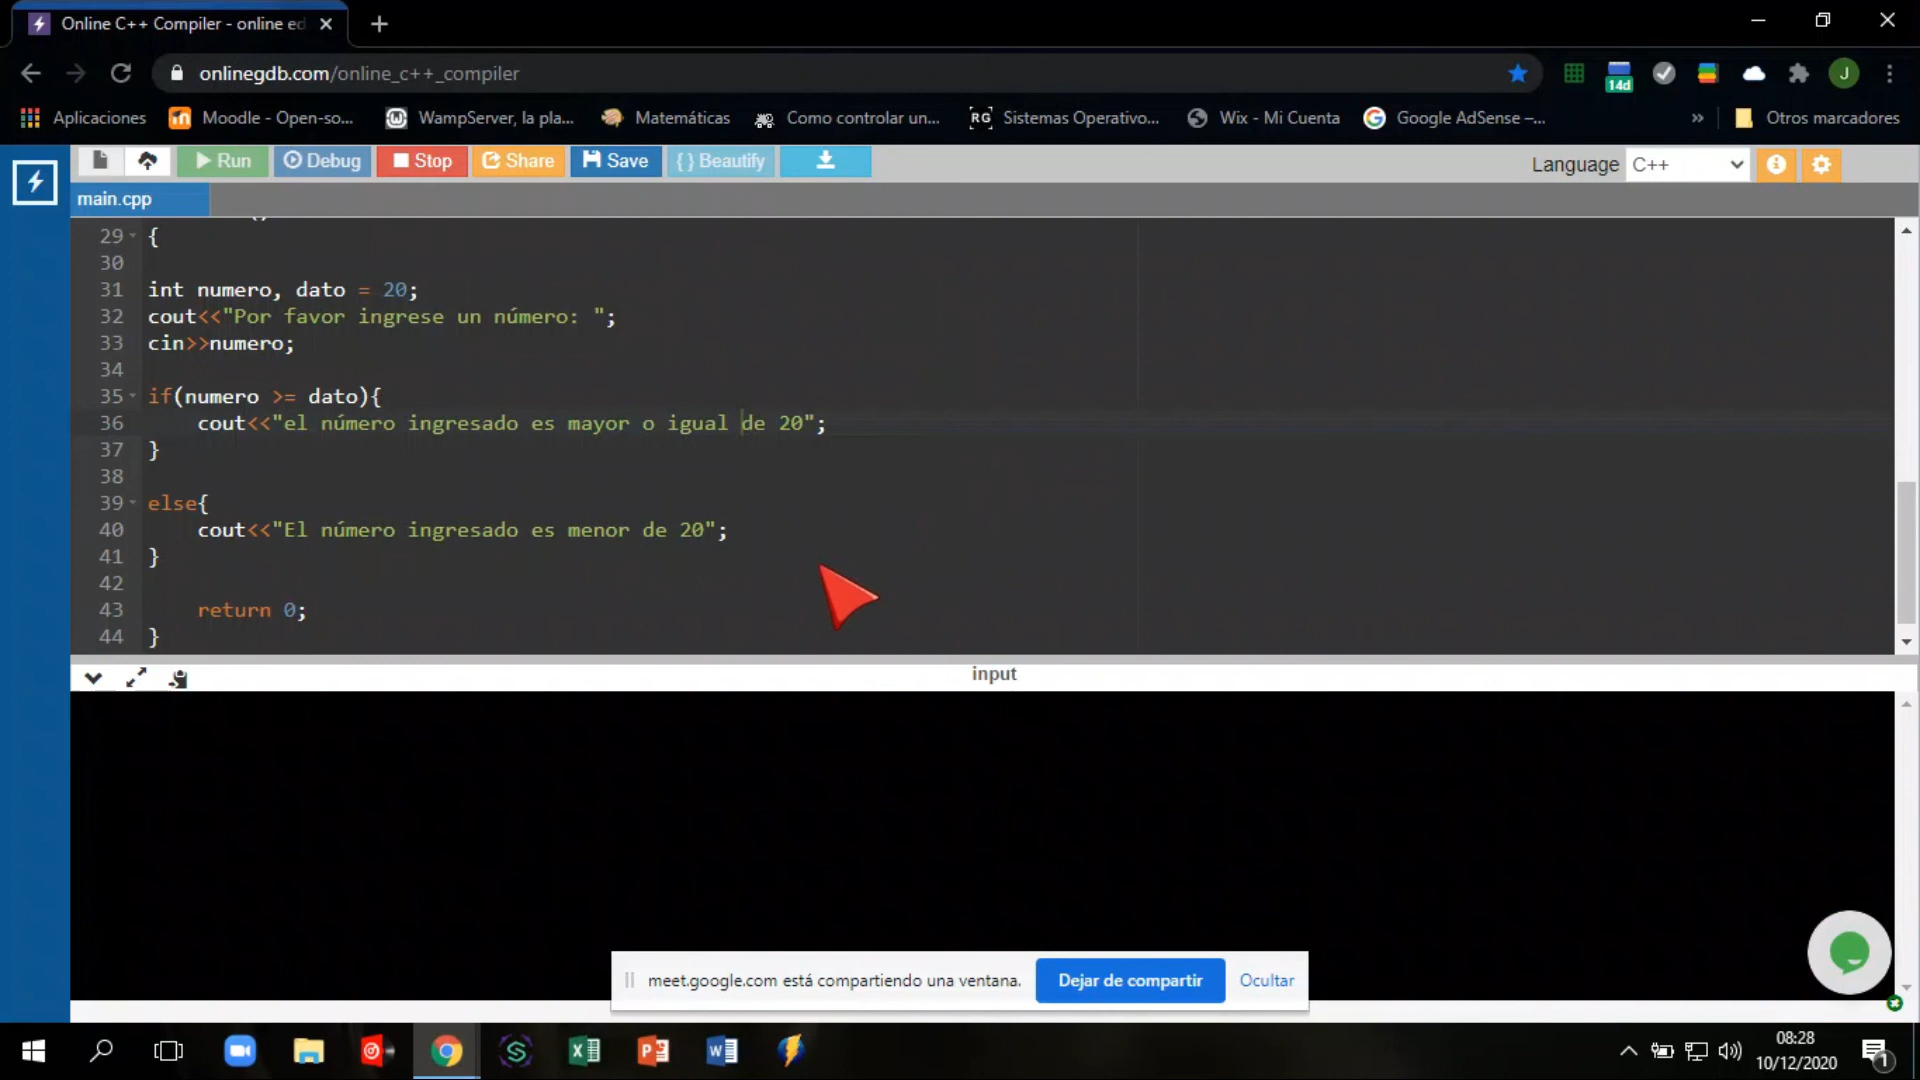 Online C++ Compiler - online ed
onlinegdb.com/online_c++_compiler
14d
J
Aplicaciones
Moodle - Open-so...
WampServer, la pla...
Matemáticas
Como controlar un...
RG
Sistemas Operativo...
Wix - Mi Cuenta
Google AdSense –...
»
Otros marcadores
Run
Debug
Stop
Share
Save
{ } Beautify
Language
C++
main.cpp
29 {
30
31 int numero, dato = 20;
32 cout<<"Por favor ingrese un número: ";
33 cin>>numero;
34
35 if(numero >= dato){
36 cout<<"el número ingresado es mayor o igual de 20";
37 }
38
39 else{
40 cout<<"El número ingresado es menor de 20";
41 }
42
43 return 0;
44 }
input
meet.google.com está compartiendo una ventana.
Dejar de compartir
Ocultar
08:28
10/12/2020
1